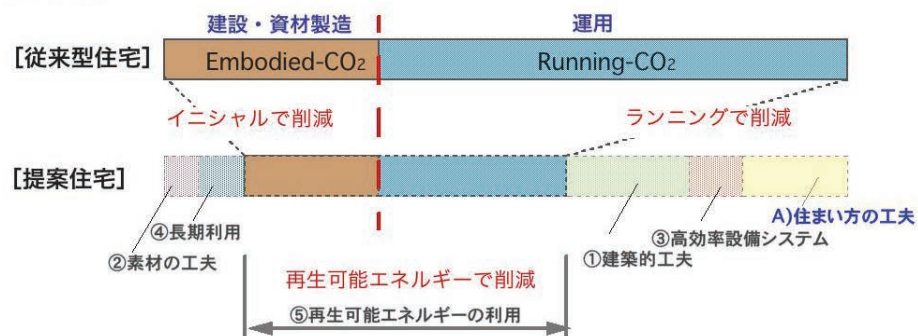 建設・資材製造
運用
[従来型住宅]
Embodied-CO₂
Running-CO₂
イニシャルで削減
ランニングで削減
[提案住宅]
④長期利用
②素材の工夫
A)住まい方の工夫
③高効率設備システム
①建築的工夫
再生可能エネルギーで削減
⑤再生可能エネルギーの利用